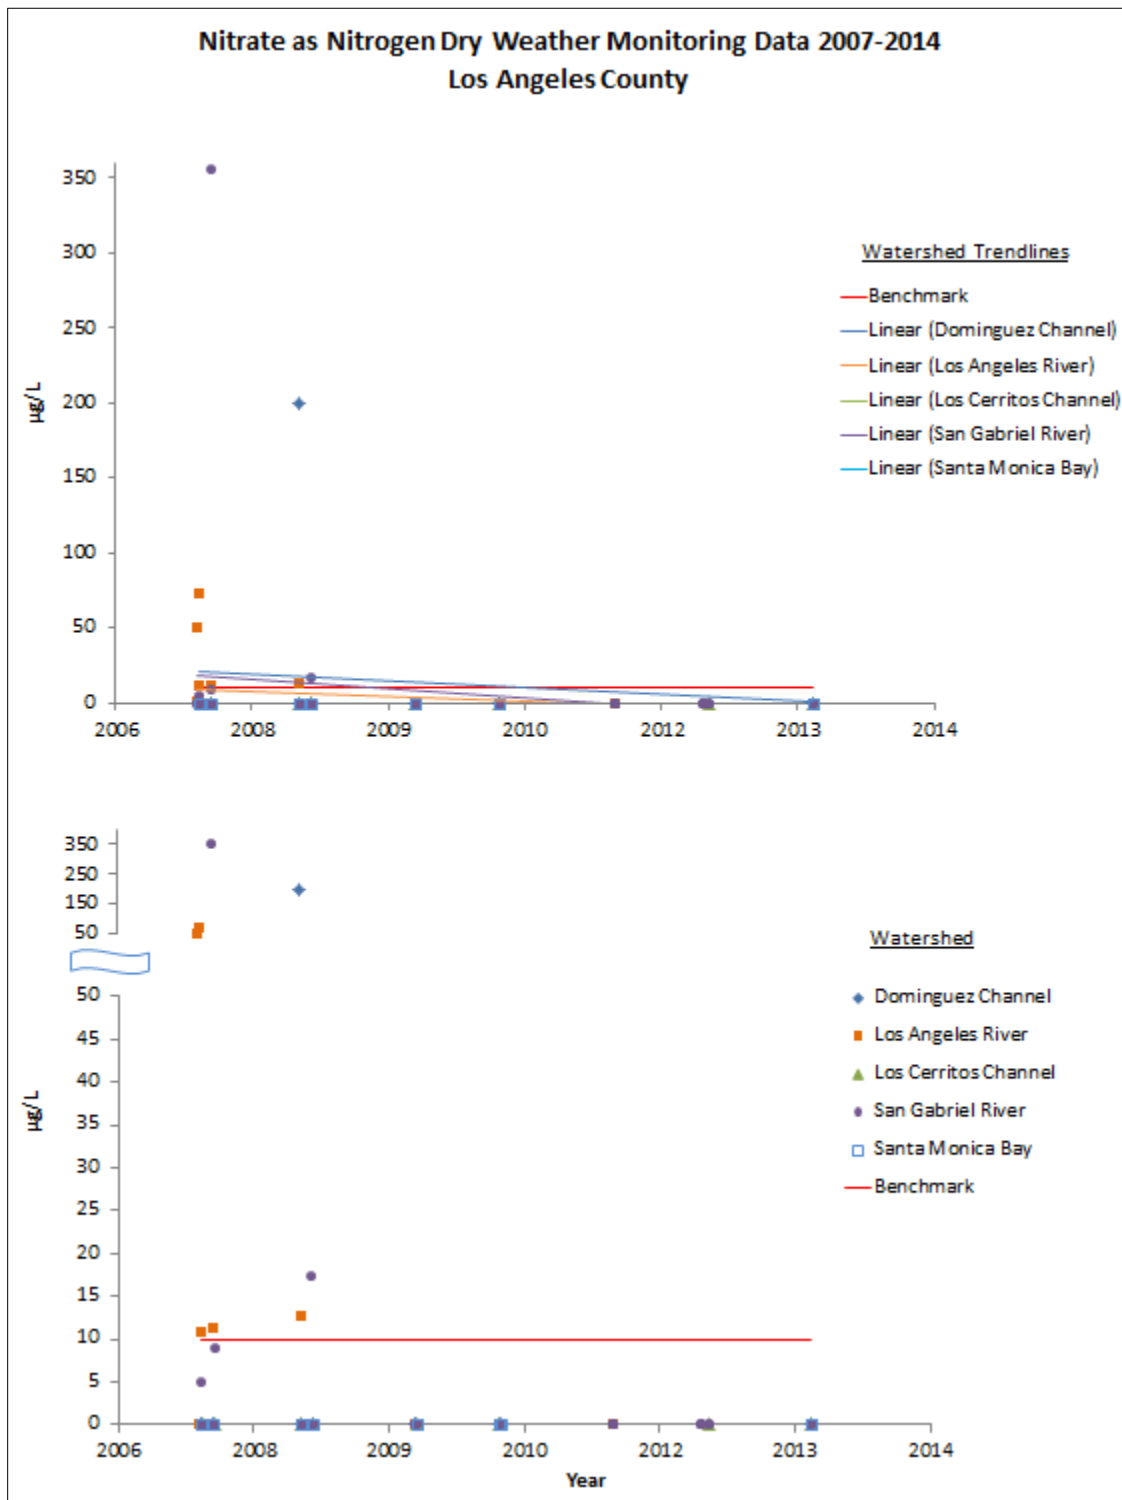 Nitrate as Nitrogen Dry Weather Monitoring Data 2007-2014
Los Angeles County
350
300
250
200
150
100
50
0
µg/L
2006 2008 2009 2010 2012 2013 2014
Watershed Trendlines
Benchmark
Linear (Dominguez Channel)
Linear (Los Angeles River)
Linear (Los Cerritos Channel)
Linear (San Gabriel River)
Linear (Santa Monica Bay)
350
250
150
50
50
45
40
35
30
25
20
15
10
5
0
µg/L
2006 2008 2009 2010 2012 2013 2014
Year
Watershed
Dominguez Channel
Los Angeles River
Los Cerritos Channel
San Gabriel River
Santa Monica Bay
Benchmark